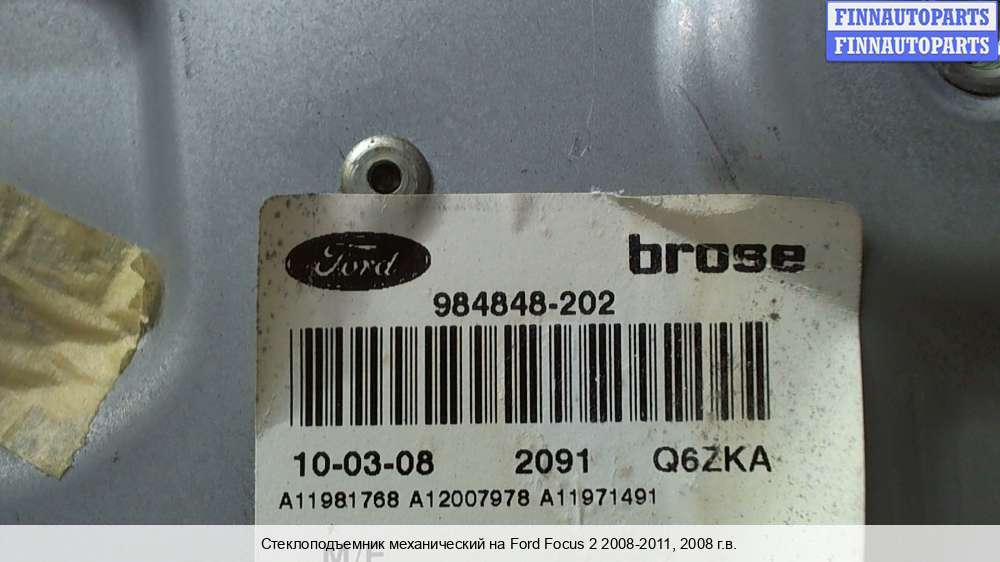 FINNAUTOPARTS
FINNAUTOPARTS
Ford brose
984848-202
10-03-08 2091 Q6ZKA
A11981768 A12007978 A11971491
Стеклоподъемник механический на Ford Focus 2 2008-2011, 2008 г.в.